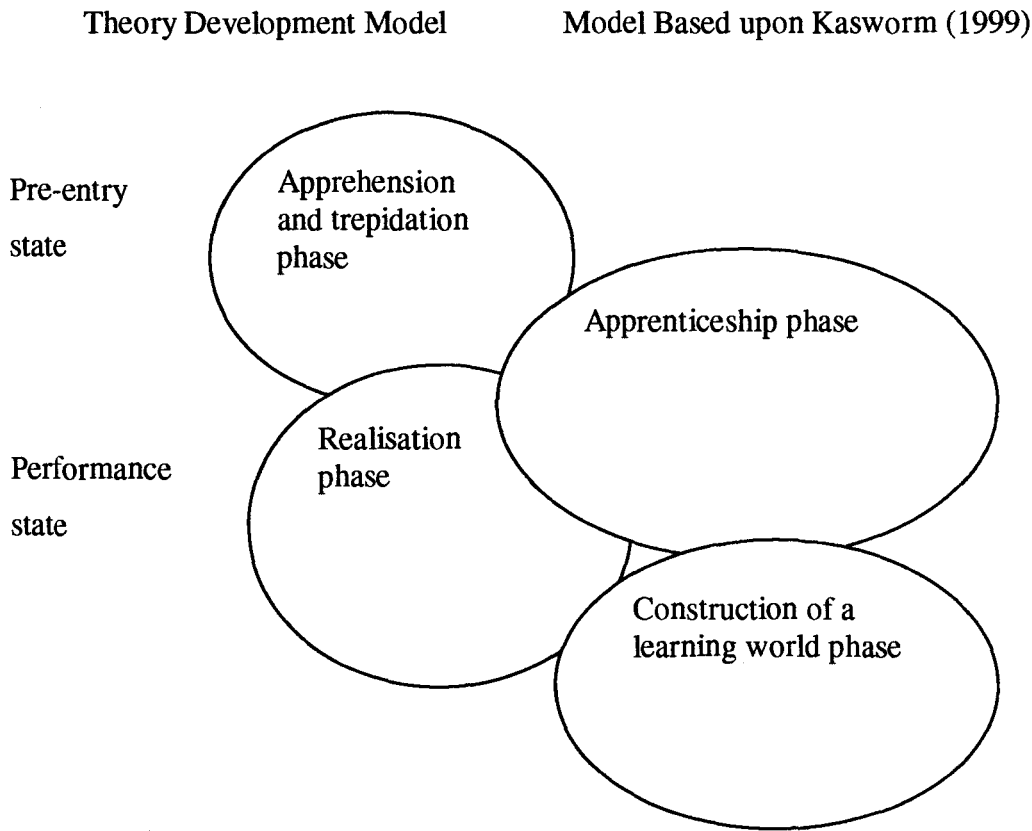 Theory Development Model
Model Based upon Kasworm (1999)
Pre-entry
state
Apprehension
and trepidation
phase
Apprenticeship phase
Performance
state
Realisation
phase
Construction of a
learning world phase